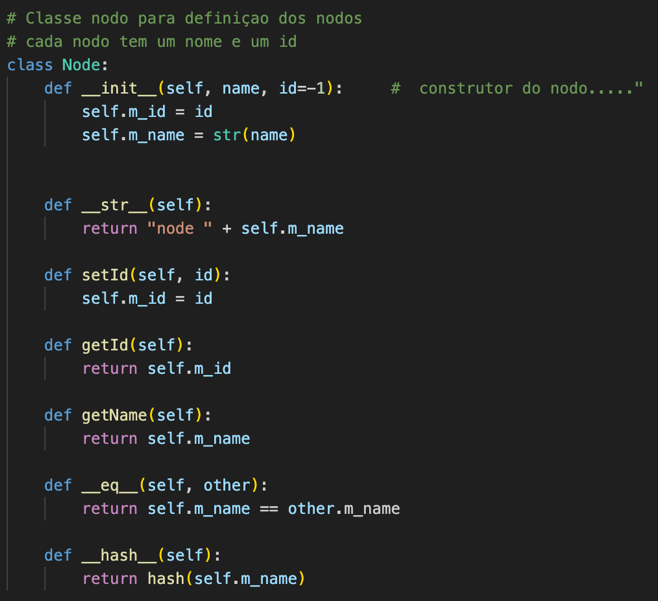 # Classe nodo para definiçao dos nodos
# cada nodo tem um nome e um id
class Node:
    def __init__(self, name, id=-1):     #  construtor do nodo....."
        self.m_id = id
        self.m_name = str(name)
    def __str__(self):
        return "node " + self.m_name
    def setId(self, id):
        self.m_id = id
    def getId(self):
        return self.m_id
    def getName(self):
        return self.m_name
    def __eq__(self, other):
        return self.m_name == other.m_name
    def __hash__(self):
        return hash(self.m_name)